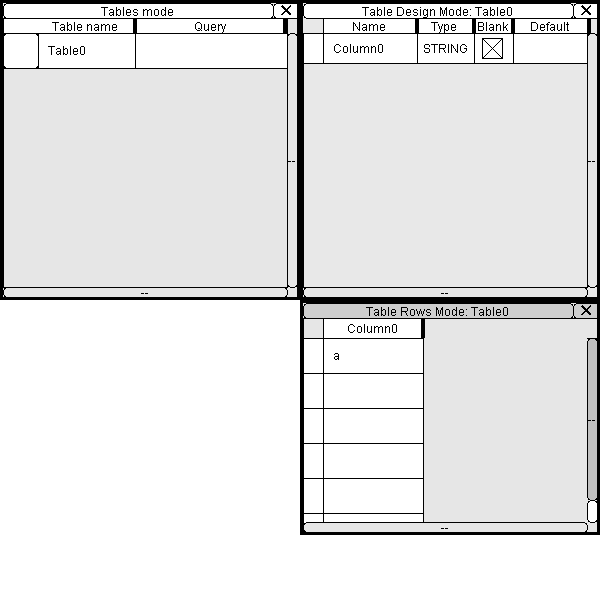 Tables mode
Table name Query
Table0
--
--
Table Design Mode: Table0
Name Type Blank Default
Column0 STRING
--
--
Table Rows Mode: Table0
Column0
a
--
--